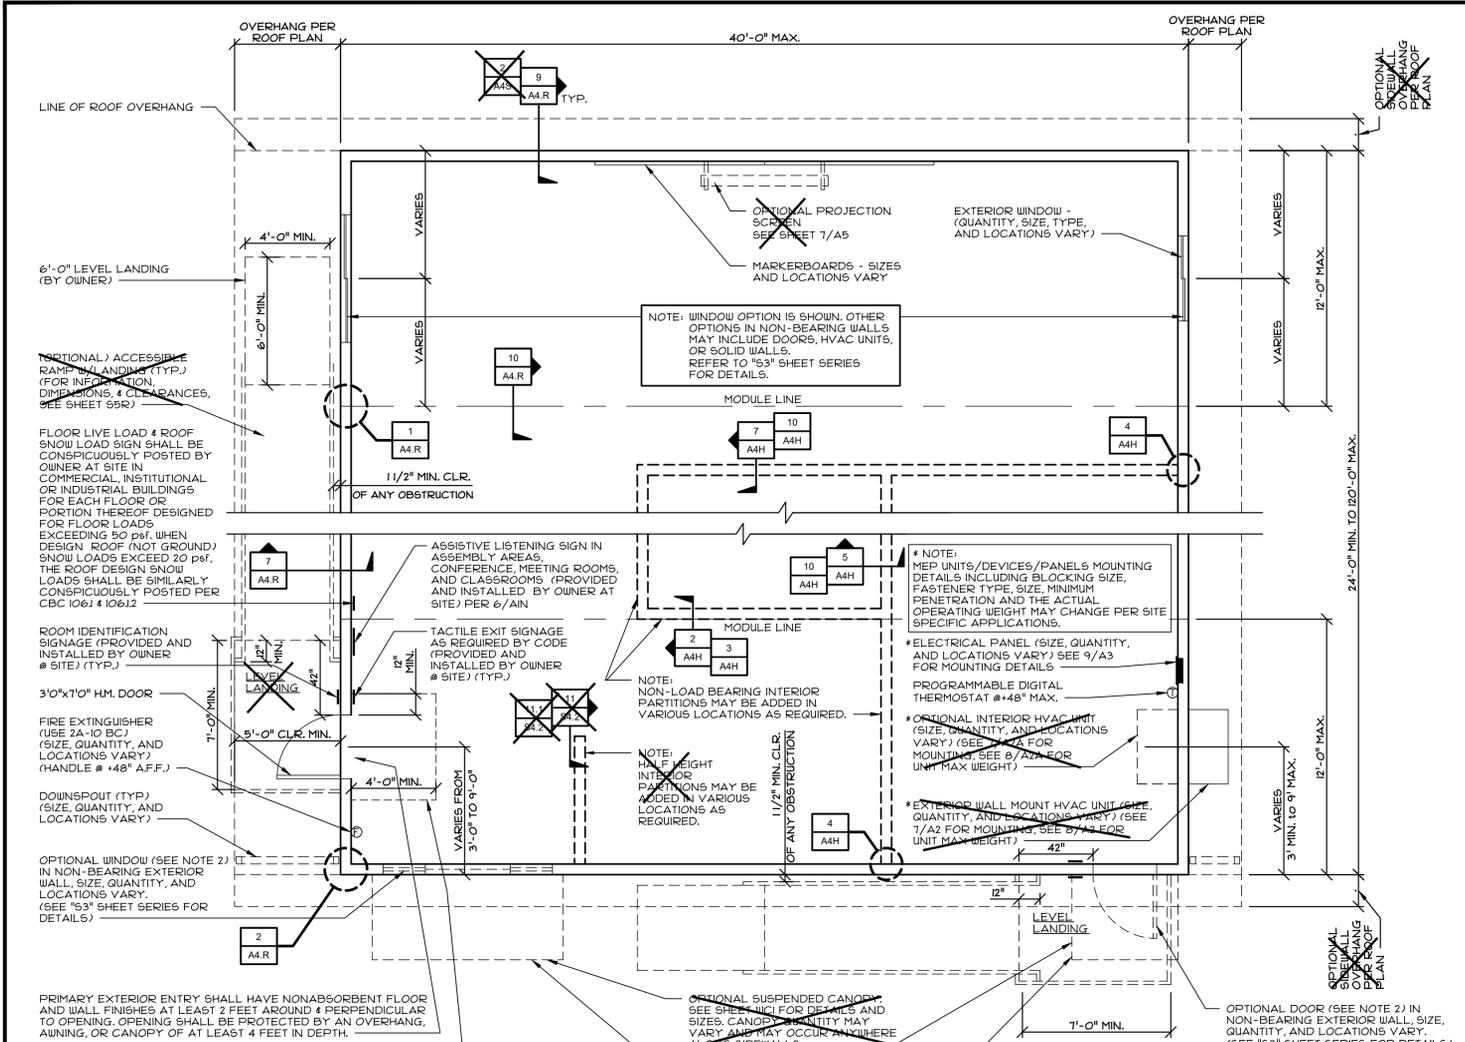 OVERHANG PER
ROOF PLAN
40'-0" MAX.
OVERHANG PER
ROOF PLAN
OPTIONAL
SIDEWALL
OVERHANG
PER ROOF
PLAN
2
9
A4.R
TYP.
LINE OF ROOF OVERHANG
VARIES
OPTIONAL PROJECTION
SCREEN
SEE SHEET 7/A5
EXTERIOR WINDOW -
(QUANTITY, SIZE, TYPE,
AND LOCATIONS VARY)
VARIES
4'-0" MIN.
6'-0" LEVEL LANDING
(BY OWNER)
MARKERBOARDS - SIZES
AND LOCATIONS VARY
12'-0" MAX.
6'-0" MIN.
VARIES
NOTE: WINDOW OPTION IS SHOWN. OTHER
OPTIONS IN NON-BEARING WALLS
MAY INCLUDE DOORS, HVAC UNITS,
OR SOLID WALLS.
REFER TO "S3" SHEET SERIES
FOR DETAILS.
VARIES
(OPTIONAL) ACCESSIBLE
RAMP W/LANDING (TYP.)
(FOR INFORMATION,
DIMENSIONS, & CLEARANCES,
SEE SHEET S5R)
10
A4.R
MODULE LINE
1
A4.R
7
A4H
10
A4H
4
A4H
FLOOR LIVE LOAD & ROOF
SNOW LOAD SIGN SHALL BE
CONSPICUOUSLY POSTED BY
OWNER AT SITE IN
COMMERCIAL, INSTITUTIONAL
OR INDUSTRIAL BUILDINGS
FOR EACH FLOOR OR
PORTION THEREOF DESIGNED
FOR FLOOR LOADS
EXCEEDING 50 psf. WHEN
DESIGN ROOF (NOT GROUND)
SNOW LOADS EXCEED 20 psf,
THE ROOF DESIGN SNOW
LOADS SHALL BE SIMILARLY
CONSPICUOUSLY POSTED PER
CBC 106.1 & 106.1.2
1 1/2" MIN. CLR.
OF ANY OBSTRUCTION
24'-0" MIN. TO 120'-0" MAX.
7
A4.R
ASSISTIVE LISTENING SIGN IN
ASSEMBLY AREAS,
CONFERENCE, MEETING ROOMS,
AND CLASSROOMS (PROVIDED
AND INSTALLED BY OWNER AT
SITE) PER 6/A1N
10
A4H
5
A4H
* NOTE:
MEP UNITS/DEVICES/PANELS MOUNTING
DETAILS INCLUDING BLOCKING SIZE,
FASTENER TYPE, SIZE, MINIMUM
PENETRATION AND THE ACTUAL
OPERATING WEIGHT MAY CHANGE PER SITE
SPECIFIC APPLICATIONS.
MODULE LINE
ROOM IDENTIFICATION
SIGNAGE (PROVIDED AND
INSTALLED BY OWNER
@ SITE) (TYP.)
12"
MIN.
42"
LEVEL
LANDING
TACTILE EXIT SIGNAGE
AS REQUIRED BY CODE
(PROVIDED AND
INSTALLED BY OWNER
@ SITE) (TYP.)
12"
MIN.
2
A4H
3
A4H
*ELECTRICAL PANEL (SIZE, QUANTITY,
AND LOCATIONS VARY) SEE 9/A3
FOR MOUNTING DETAILS
PROGRAMMABLE DIGITAL
THERMOSTAT @+48" MAX.
T
3'0"x7'0" H.M. DOOR
7'-0" MIN.
NOTE:
NON-LOAD BEARING INTERIOR
PARTITIONS MAY BE ADDED IN
VARIOUS LOCATIONS AS REQUIRED.
11.1
S4.2
11
S4.2
5'-0" CLR. MIN.
*OPTIONAL INTERIOR HVAC UNIT
(SIZE, QUANTITY, AND LOCATIONS
VARY) (SEE 7/A2A FOR
MOUNTING, SEE 8/A2A FOR
UNIT MAX WEIGHT)
FIRE EXTINGUISHER
(USE 2A-10 BC)
(SIZE, QUANTITY, AND
LOCATIONS VARY)
(HANDLE @ +48" A.F.F.)
4'-0" MIN.
VARIES FROM
3'-0" TO 9'-0"
NOTE:
HALF HEIGHT
INTERIOR
PARTITIONS MAY BE
ADDED IN VARIOUS
LOCATIONS AS
REQUIRED.
1 1/2" MIN. CLR.
OF ANY OBSTRUCTION
12'-0" MAX.
VARIES
3' MIN. to 9' MAX.
DOWNSPOUT (TYP)
(SIZE, QUANTITY, AND
LOCATIONS VARY)
F
4
A4H
*EXTERIOR WALL MOUNT HVAC UNIT (SIZE,
QUANTITY, AND LOCATIONS VARY) (SEE
7/A2 FOR MOUNTING, SEE 8/A2 FOR
UNIT MAX WEIGHT)
42"
OPTIONAL WINDOW (SEE NOTE 2)
IN NON-BEARING EXTERIOR
WALL, SIZE, QUANTITY, AND
LOCATIONS VARY.
(SEE "S3" SHEET SERIES FOR
DETAILS)
12"
LEVEL
LANDING
2
A4.R
OPTIONAL
SIDEWALL
OVERHANG
PER ROOF
PLAN
PRIMARY EXTERIOR ENTRY SHALL HAVE NONABSORBENT FLOOR
AND WALL FINISHES AT LEAST 2 FEET AROUND & PERPENDICULAR
TO OPENING. OPENING SHALL BE PROTECTED BY AN OVERHANG,
AWNING, OR CANOPY OF AT LEAST 4 FEET IN DEPTH.
OPTIONAL SUSPENDED CANOPY.
SEE SHEET WC1 FOR DETAILS AND
SIZES. CANOPY QUANTITY MAY
VARY AND MAY OCCUR ANYWHERE
7'-0" MIN.
OPTIONAL DOOR (SEE NOTE 2) IN
NON-BEARING EXTERIOR WALL, SIZE,
QUANTITY, AND LOCATIONS VARY.